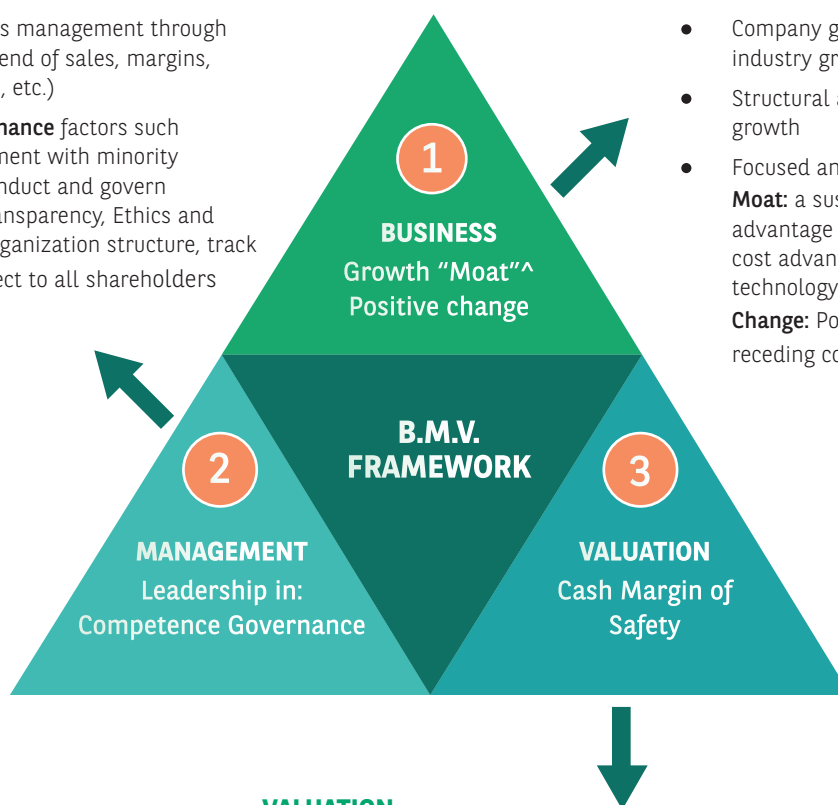 s management through
end of sales, margins,
, etc.)
nance factors such
ment with minority
nduct and govern
ansparency, Ethics and
rganization structure, track
ect to all shareholders
● Company g
industry gr
● Structural a
growth
● Focused an
Moat: a sus
advantage
cost advan
technology
Change: Po
receding co
1
BUSINESS
Growth “Moat”^
Positive change
B.M.V.
FRAMEWORK
2
MANAGEMENT
Leadership in:
Competence Governance
3
VALUATION
Cash Margin of
Safety
VALUATION